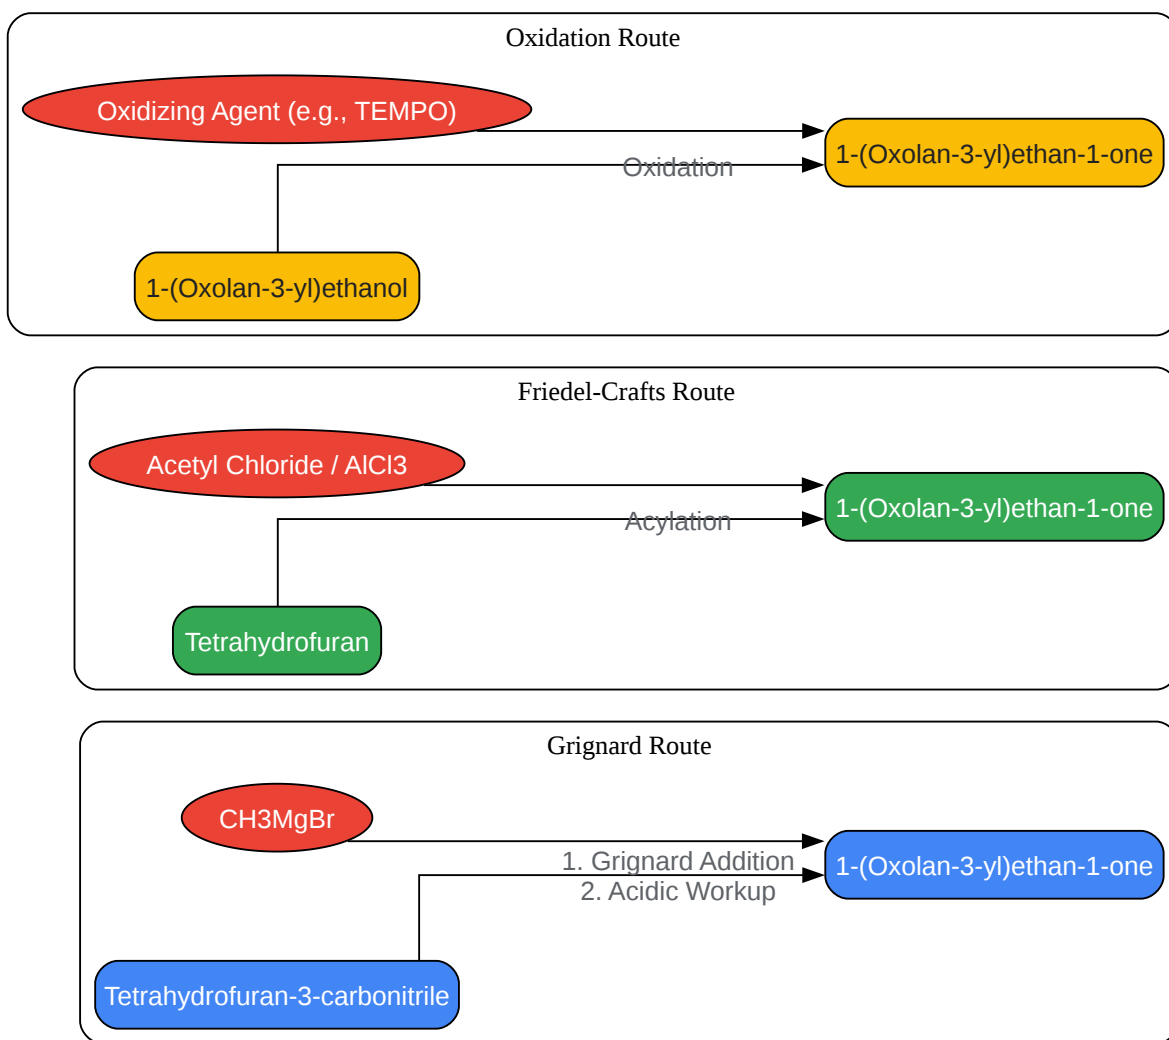 Oxidation Route
Oxidizing Agent (e.g., TEMPO)
1-(Oxolan-3-yl)ethan-1-one
Oxidation
1-(Oxolan-3-yl)ethanol
Friedel-Crafts Route
Acetyl Chloride / AlCl3
1-(Oxolan-3-yl)ethan-1-one
Acylation
Tetrahydrofuran
Grignard Route
CH3MgBr
1. Grignard Addition
2. Acidic Workup
1-(Oxolan-3-yl)ethan-1-one
Tetrahydrofuran-3-carbonitrile